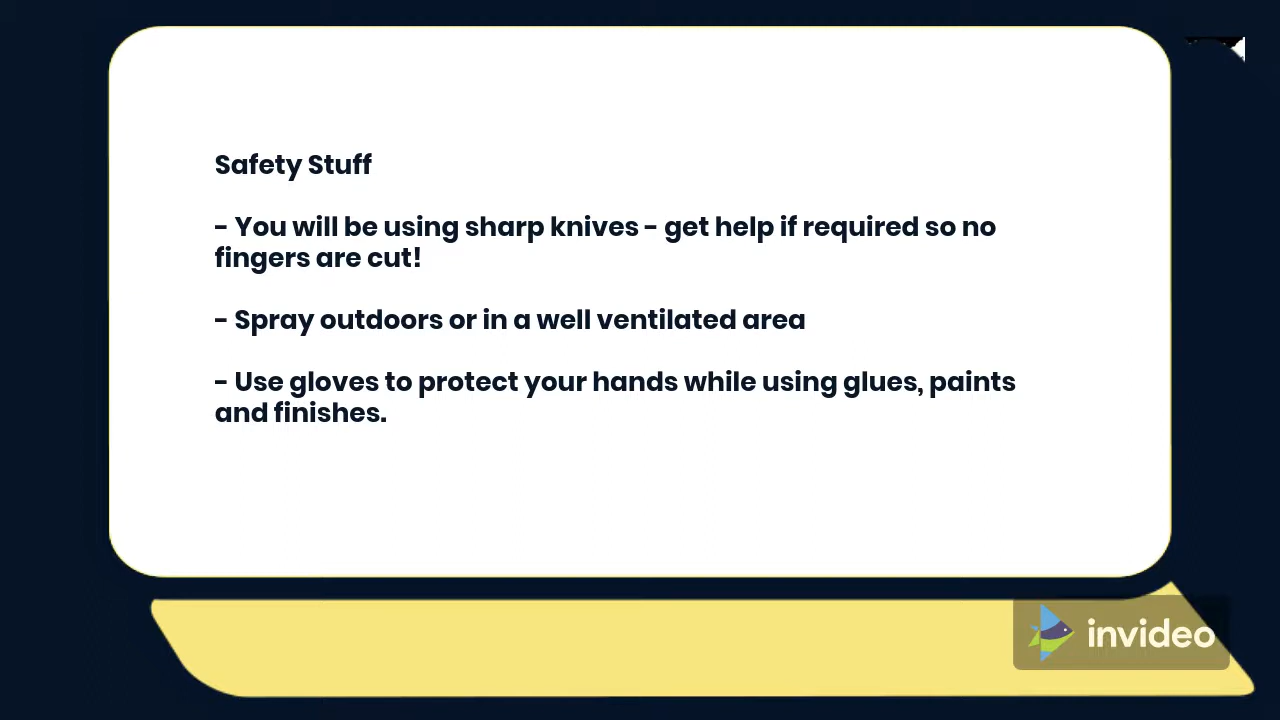 Safety Stuff
- You will be using sharp knives - get help if required so no
fingers are cut!
- Spray outdoors or in a well ventilated area
- Use gloves to protect your hands while using glues, paints
and finishes.
invideo